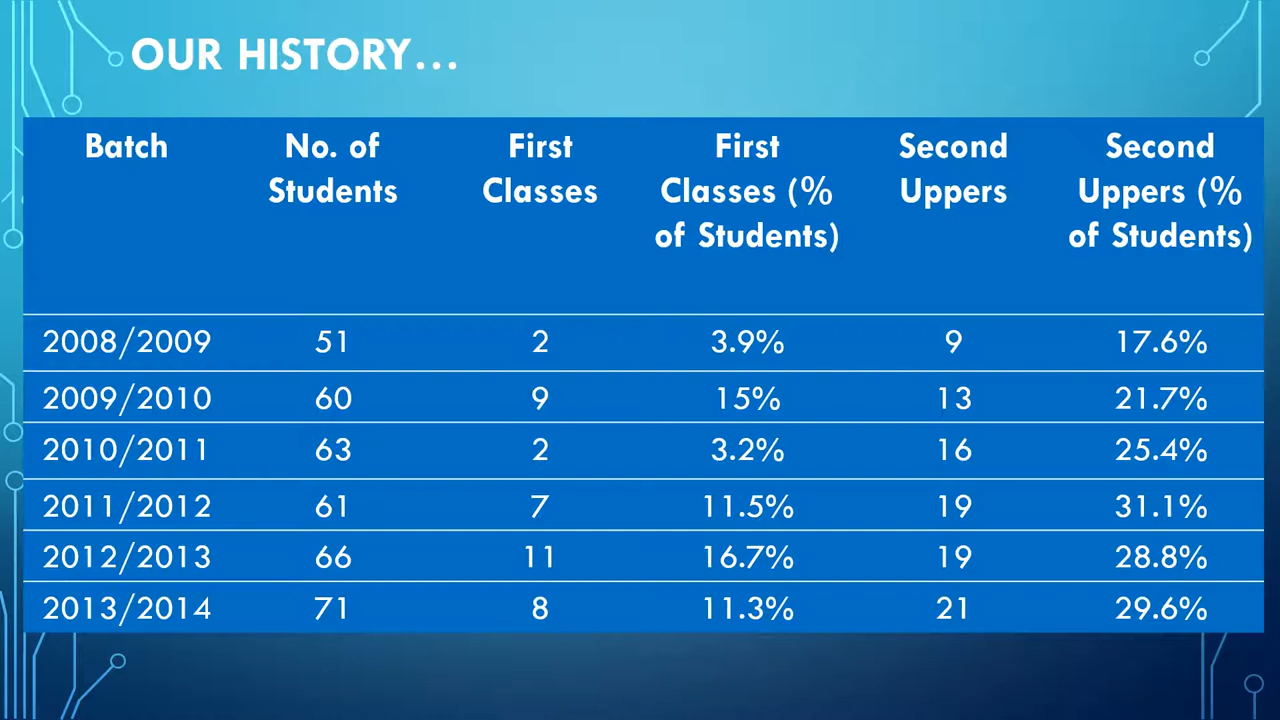 OUR HISTORY...
Batch No. of Students First Classes First Classes (% of Students) Second Uppers Second Uppers (% of Students)
2008/2009 51 2 3.9% 9 17.6%
2009/2010 60 9 15% 13 21.7%
2010/2011 63 2 3.2% 16 25.4%
2011/2012 61 7 11.5% 19 31.1%
2012/2013 66 11 16.7% 19 28.8%
2013/2014 71 8 11.3% 21 29.6%